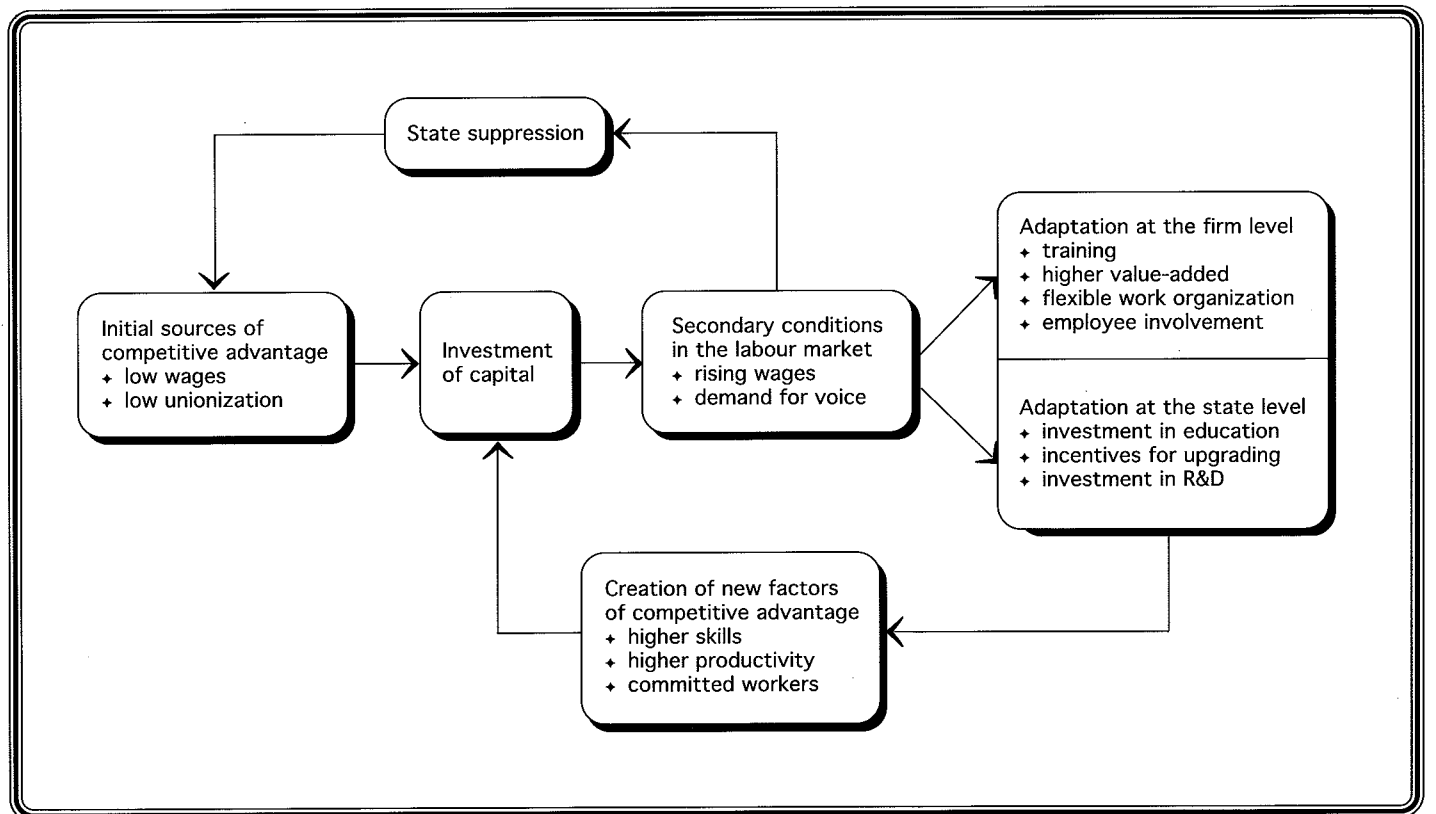 State suppression
Initial sources of
competitive advantage
✦ low wages
✦ low unionization
Investment
of capital
Secondary conditions
in the labour market
✦ rising wages
✦ demand for voice
Adaptation at the firm level
✦ training
✦ higher value-added
✦ flexible work organization
✦ employee involvement
Adaptation at the state level
✦ investment in education
✦ incentives for upgrading
✦ investment in R&D
Creation of new factors
of competitive advantage
✦ higher skills
✦ higher productivity
✦ committed workers